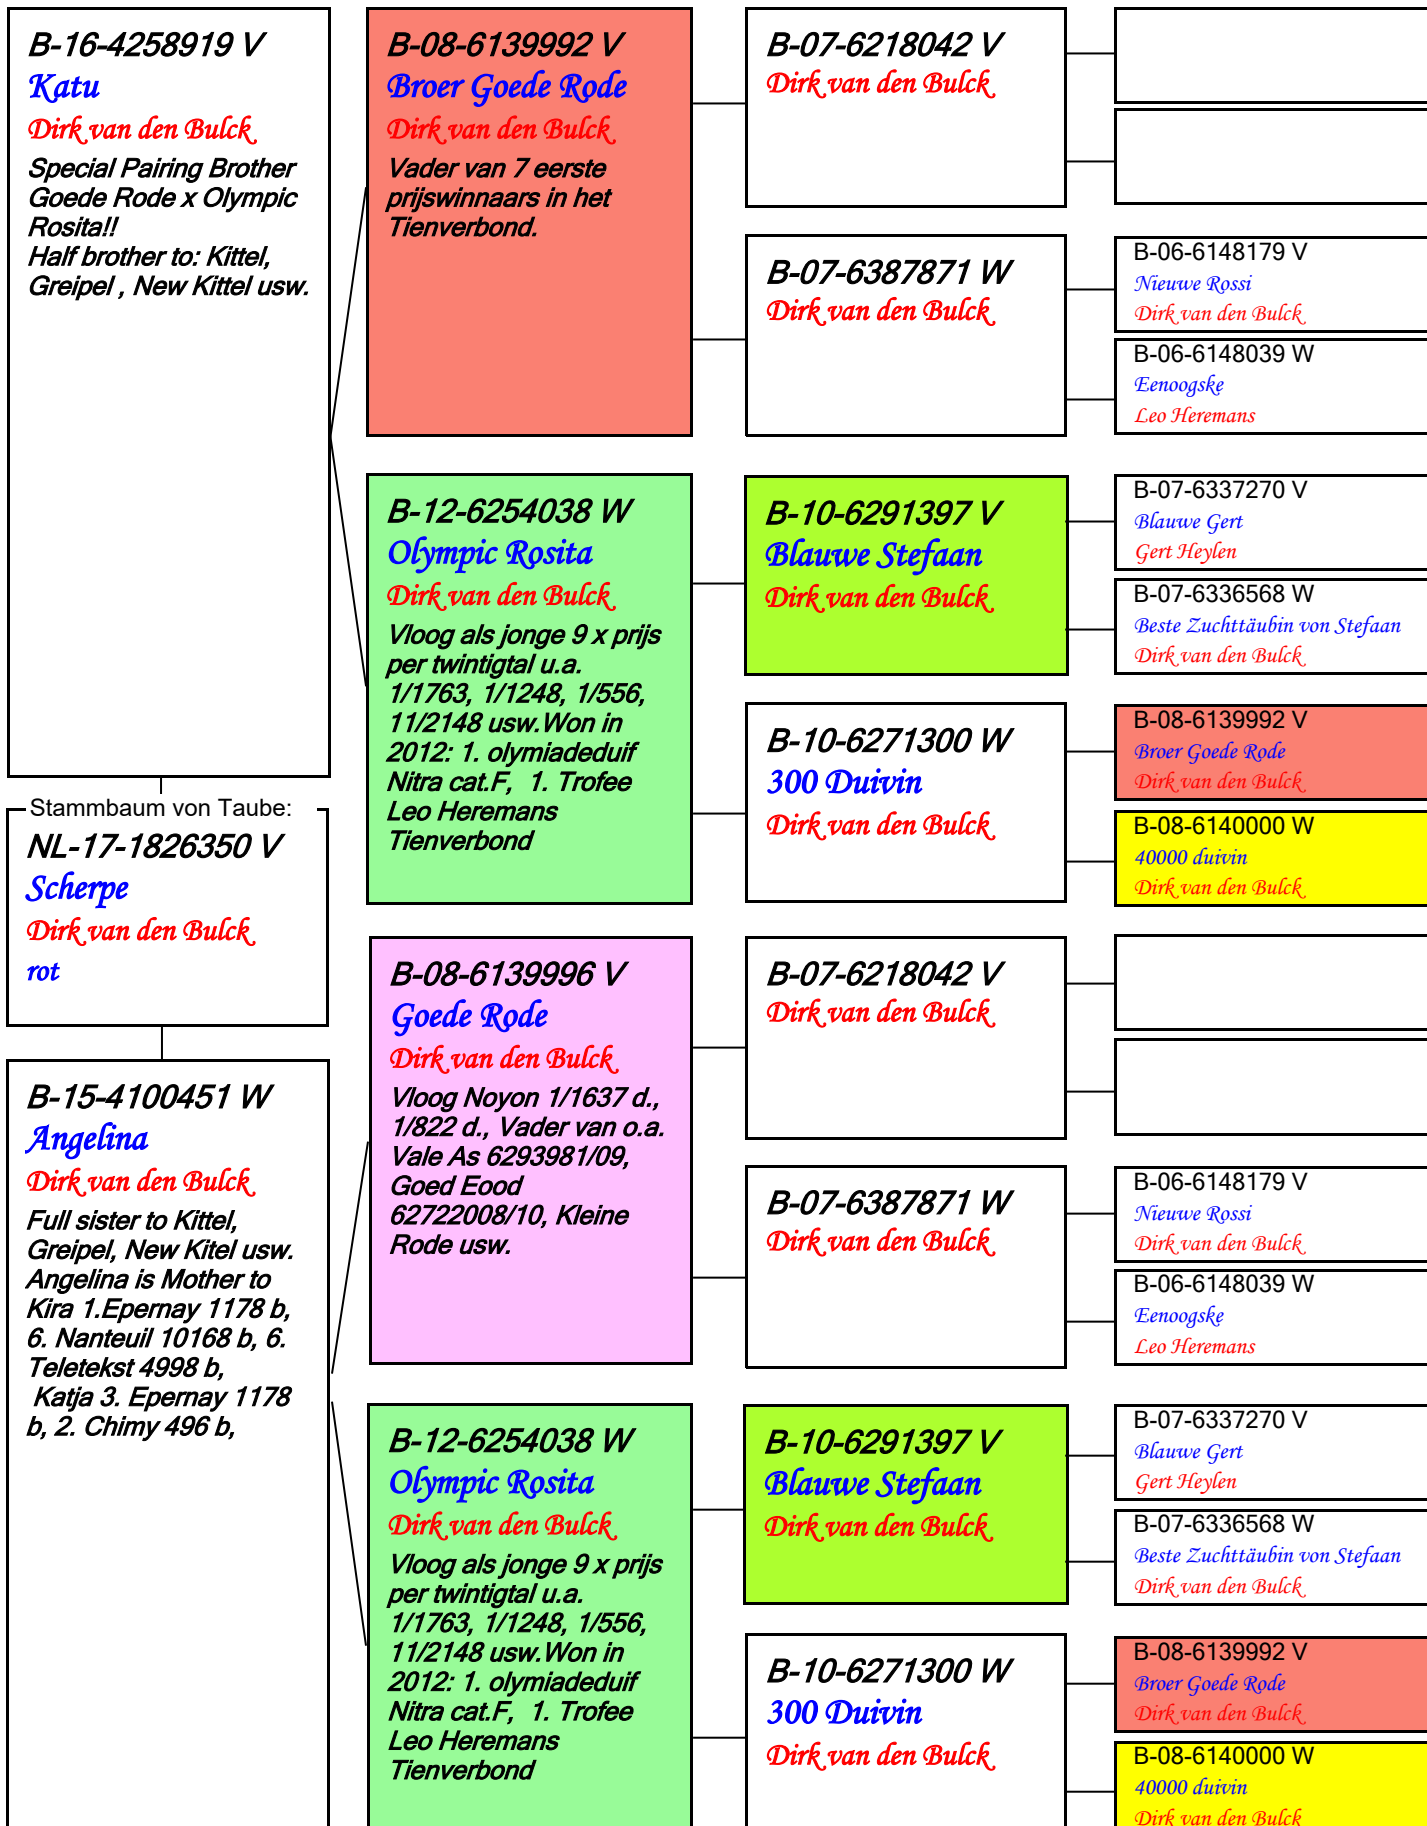 B-16-4258919 V
Katu
Dirk van den Bulck
Special Pairing Brother
Goede Rode x Olympic
Rosita!!
Half brother to: Kittel,
Greipel , New Kittel usw.
Stammbaum von Taube:
NL-17-1826350 V
Scherpe
Dirk van den Bulck
rot
B-15-4100451 W
Angelina
Dirk van den Bulck
Full sister to Kittel,
Greipel, New Kitel usw.
Angelina is Mother to
Kira 1.Epernay 1178 b,
6. Nanteuil 10168 b, 6.
Teletekst 4998 b,
Katja 3. Epernay 1178
b, 2. Chimy 496 b,
B-08-6139992 V
Broer Goede Rode
Dirk van den Bulck
Vader van 7 eerste
prijswinnaars in het
Tienverbond.
B-12-6254038 W
Olympic Rosita
Dirk van den Bulck
Vloog als jonge 9 x prijs
per twintigtal u.a.
1/1763, 1/1248, 1/556,
11/2148 usw.Won in
2012: 1. olymiadeduif
Nitra cat.F, 1. Trofee
Leo Heremans
Tienverbond
B-08-6139996 V
Goede Rode
Dirk van den Bulck
Vloog Noyon 1/1637 d.,
1/822 d., Vader van o.a.
Vale As 6293981/09,
Goed Eood
62722008/10, Kleine
Rode usw.
B-12-6254038 W
Olympic Rosita
Dirk van den Bulck
Vloog als jonge 9 x prijs
per twintigtal u.a.
1/1763, 1/1248, 1/556,
11/2148 usw.Won in
2012: 1. olymiadeduif
Nitra cat.F, 1. Trofee
Leo Heremans
Tienverbond
B-07-6218042 V
Dirk van den Bulck
B-07-6387871 W
Dirk van den Bulck
B-10-6291397 V
Blauwe Stefaan
Dirk van den Bulck
B-10-6271300 W
300 Duivin
Dirk van den Bulck
B-07-6218042 V
Dirk van den Bulck
B-07-6387871 W
Dirk van den Bulck
B-10-6291397 V
Blauwe Stefaan
Dirk van den Bulck
B-10-6271300 W
300 Duivin
Dirk van den Bulck
B-06-6148179 V
Nieuwe Rossi
Dirk van den Bulck
B-06-6148039 W
Eenoogske
Leo Heremans
B-07-6337270 V
Blauwe Gert
Gert Heylen
B-07-6336568 W
Beste Zuchttäubin von Stefaan
Dirk van den Bulck
B-08-6139992 V
Broer Goede Rode
Dirk van den Bulck
B-08-6140000 W
40000 duivin
Dirk van den Bulck
B-06-6148179 V
Nieuwe Rossi
Dirk van den Bulck
B-06-6148039 W
Eenoogske
Leo Heremans
B-07-6337270 V
Blauwe Gert
Gert Heylen
B-07-6336568 W
Beste Zuchttäubin von Stefaan
Dirk van den Bulck
B-08-6139992 V
Broer Goede Rode
Dirk van den Bulck
B-08-6140000 W
40000 duivin
Dirk van den Bulck